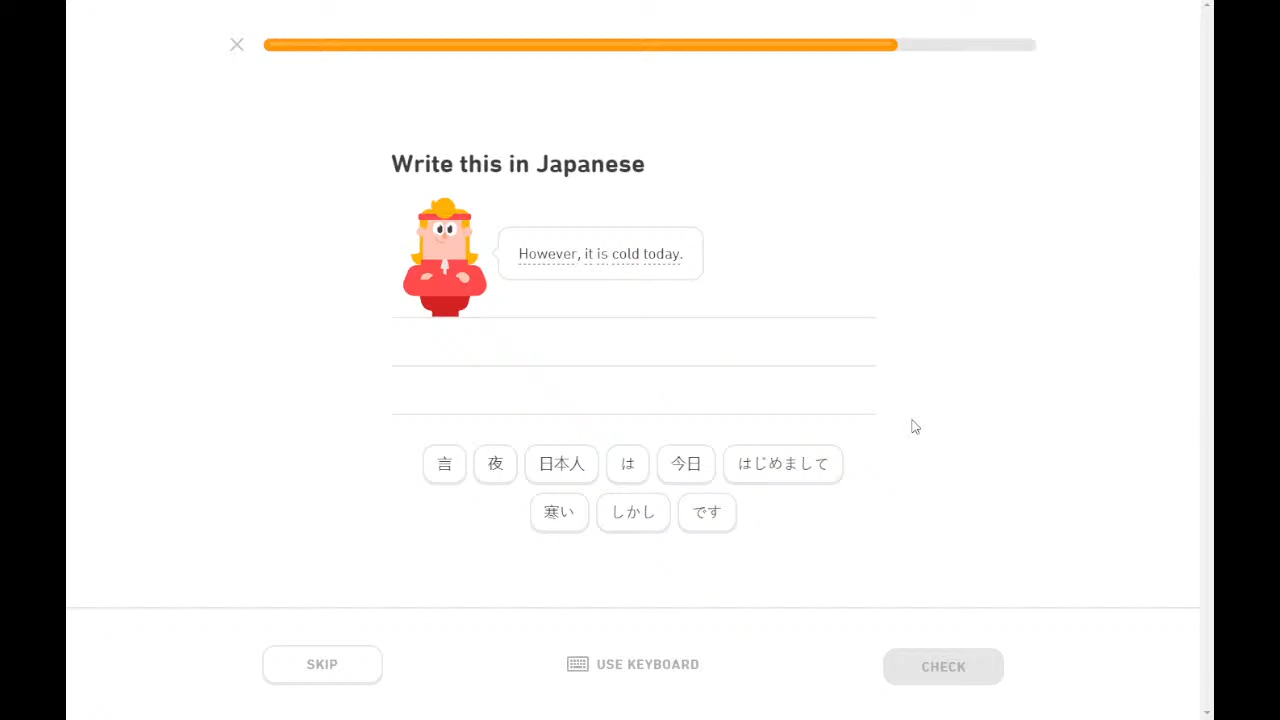 Write this in Japanese
However, it is cold today.
言 夜 日本人 は 今日 はじめまして
寒い しかし です
SKIP USE KEYBOARD CHECK